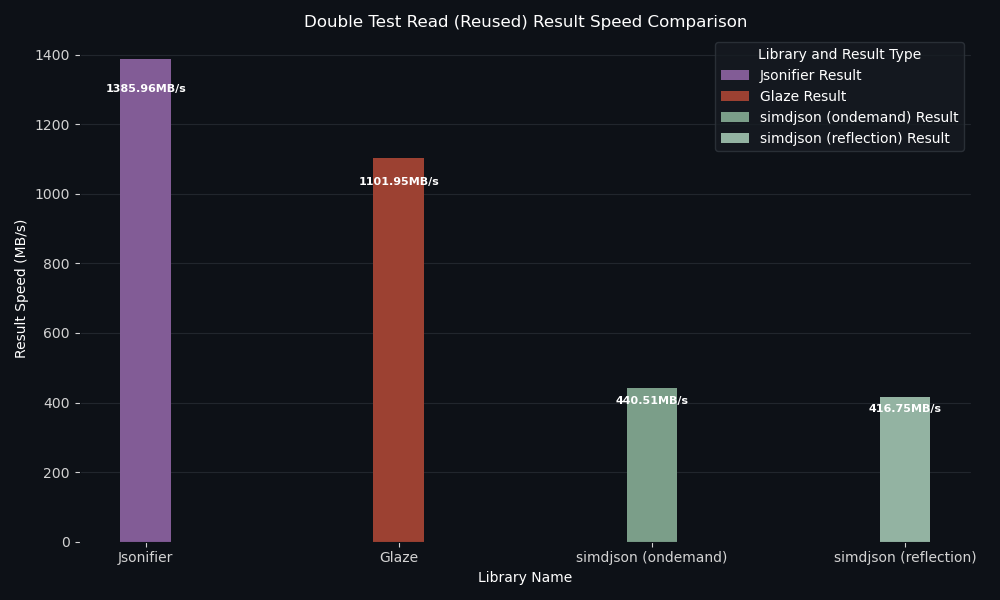 Double Test Read (Reused) Result Speed Comparison
Library and Result Type
Jsonifier Result
Glaze Result
simdjson (ondemand) Result
simdjson (reflection) Result
Result Speed (MB/s)
1400
1200
1000
800
600
400
200
0
1385.96MB/s
1101.95MB/s
440.51MB/s
416.75MB/s
Jsonifier
Glaze
simdjson (ondemand)
simdjson (reflection)
Library Name